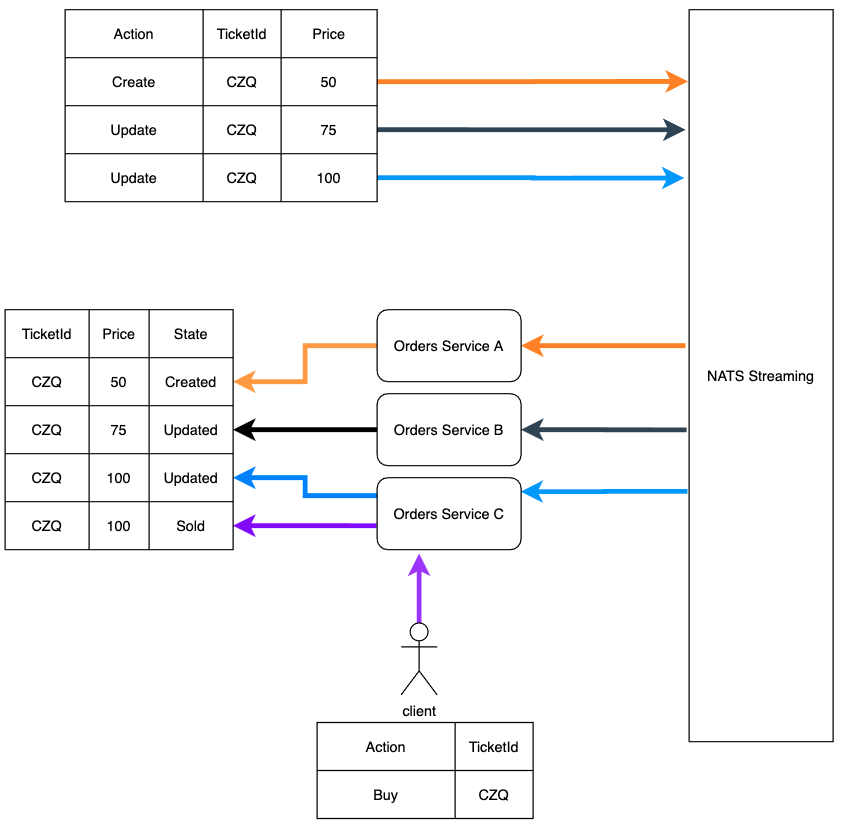 Action TicketId Price
Create CZQ 50
Update CZQ 75
Update CZQ 100
TicketId Price State
CZQ 50 Created
CZQ 75 Updated
CZQ 100 Updated
CZQ 100 Sold
Orders Service A
Orders Service B
Orders Service C
NATS Streaming
client
Action TicketId
Buy CZQ